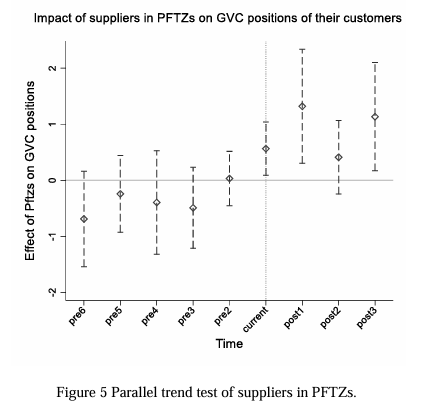 Impact of suppliers in PFTZs on GVC positions of their customers
Effect of Pftzs on GVC positions
2
1
0
-1
-2
pre6
pre5
pre4
pre3
pre2
current
post1
post2
post3
Time
Figure 5 Parallel trend test of suppliers in PFTZs.